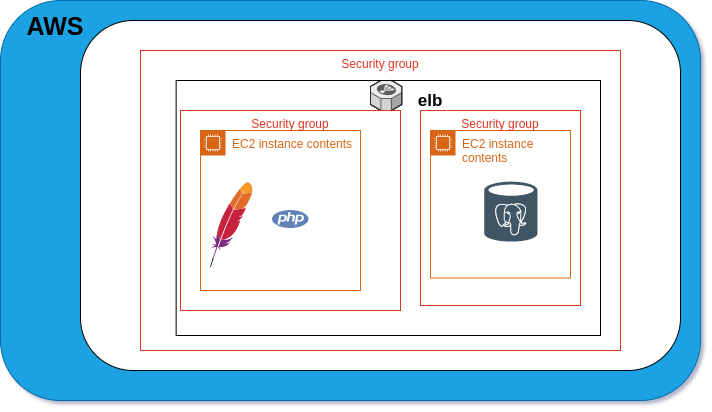 AWS
Security group
elb
Security group
EC2 instance contents
php
Security group
EC2 instance
contents